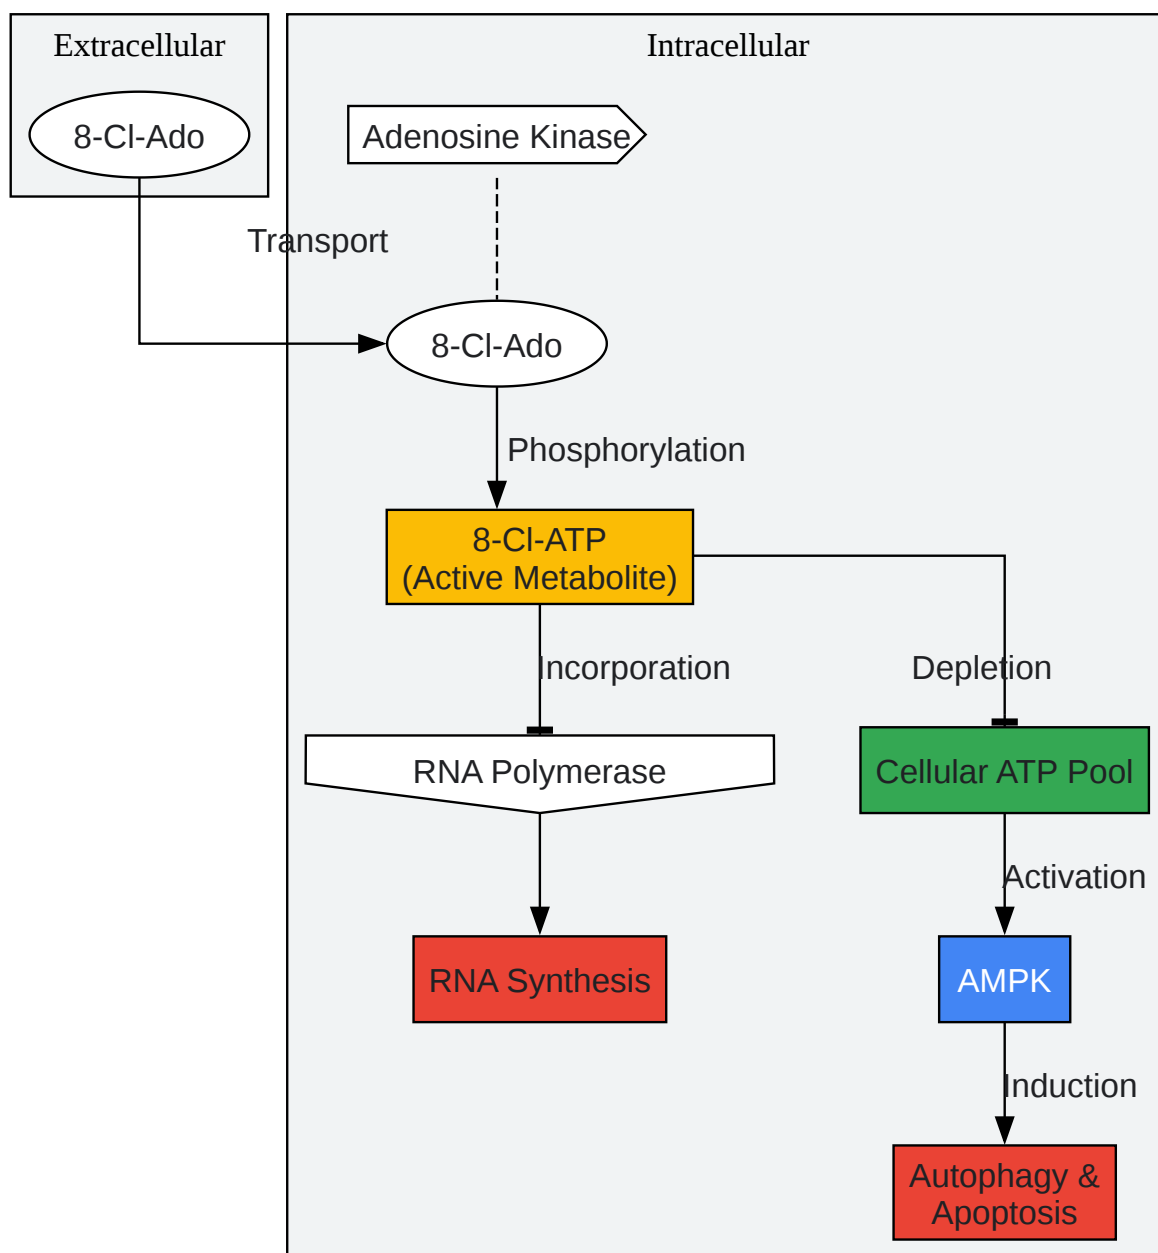 Extracellular
Intracellular
8-Cl-Ado
Adenosine Kinase
Transport
8-Cl-Ado
Phosphorylation
8-Cl-ATP
(Active Metabolite)
Incorporation
Depletion
RNA Polymerase
Cellular ATP Pool
Activation
RNA Synthesis
AMPK
Induction
Autophagy &
Apoptosis